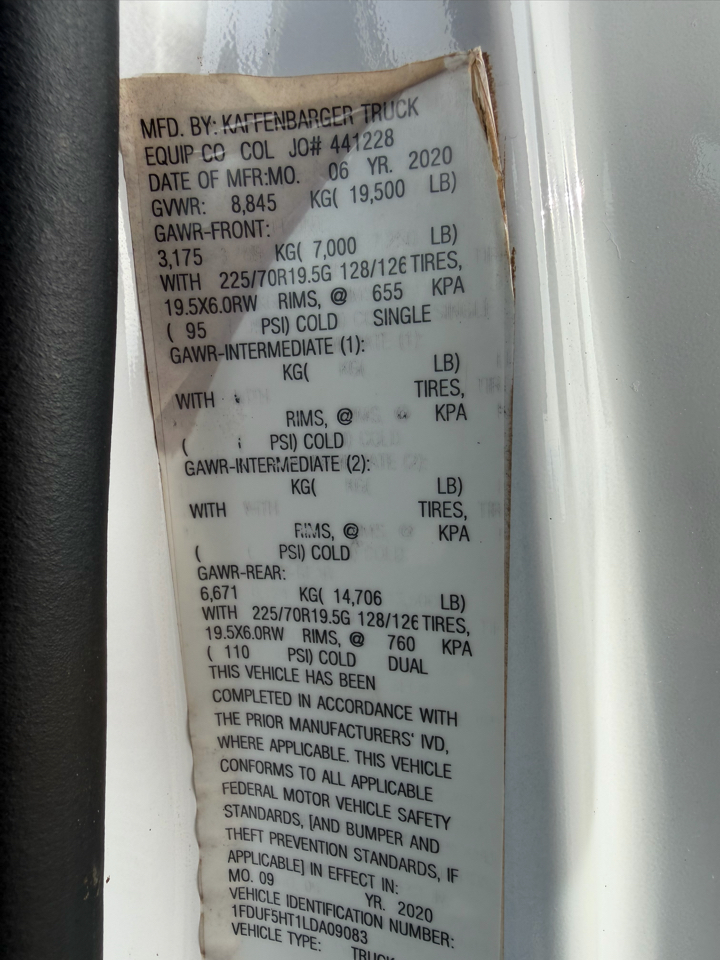 MFD. BY: KAFFENBARGER TRUCK
EQUIP CO COL JO# 441228
DATE OF MFR:MO. 06 YR. 2020
GVWR: 8,845 KG( 19,500 LB)
GAWR-FRONT:
3,175 KG( 7,000 LB)
WITH 225/70R19.5G 128/126 TIRES,
19.5X6.0RW RIMS, @ 655 KPA
( 95 PSI) COLD SINGLE
GAWR-INTERMEDIATE (1):
KG( LB)
WITH TIRES,
RIMS, @ KPA
( PSI) COLD
GAWR-INTERMEDIATE (2):
KG( LB)
WITH TIRES,
RIMS, @ KPA
( PSI) COLD
GAWR-REAR:
6,671 KG( 14,706 LB)
WITH 225/70R19.5G 128/126 TIRES,
19.5X6.0RW RIMS, @ 760 KPA
( 110 PSI) COLD DUAL
THIS VEHICLE HAS BEEN
COMPLETED IN ACCORDANCE WITH
THE PRIOR MANUFACTURERS' IVD,
WHERE APPLICABLE. THIS VEHICLE
CONFORMS TO ALL APPLICABLE
FEDERAL MOTOR VEHICLE SAFETY
STANDARDS, [AND BUMPER AND
THEFT PREVENTION STANDARDS, IF
APPLICABLE] IN EFFECT IN:
MO. 09 YR. 2020
VEHICLE IDENTIFICATION NUMBER:
1FDUF5HT1LDA09083
VEHICLE TYPE: TRUCK